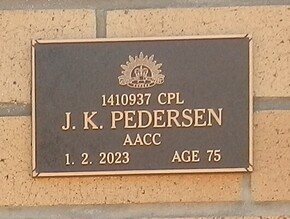 1410937 CPL
J. K. PEDERSEN
AACC
1. 2. 2023 AGE 75